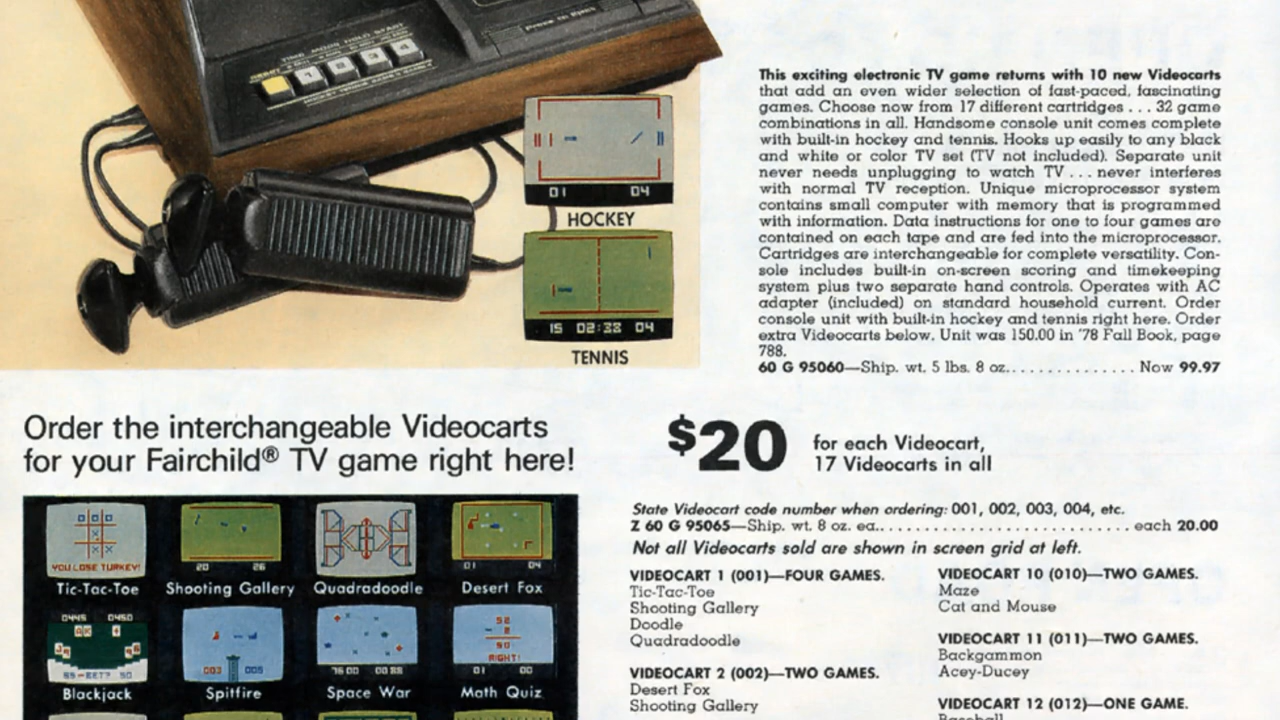 HOCKEY
01 04
TENNIS
15 02:38 04
This exciting electronic TV game returns with 10 new Videocarts
that add an even wider selection of fast-paced, fascinating
games. Choose now from 17 different cartridges . . . 32 game
combinations in all. Handsome console unit comes complete
with built-in hockey and tennis. Hooks up easily to any black
and white or color TV set (TV not included). Separate unit
never needs unplugging to watch TV . . . never interferes
with normal TV reception. Unique microprocessor system
contains small computer with memory that is programmed
with information. Data instructions for one to four games are
contained on each tape and are fed into the microprocessor.
Cartridges are interchangeable for complete versatility. Con-
sole includes built-in on-screen scoring and timekeeping
system plus two separate hand controls. Operates with AC
adapter (included) on standard household current. Order
console unit with built-in hockey and tennis right here. Order
extra Videocarts below. Unit was 150.00 in '78 Fall Book, page
788.
60 G 95060—Ship. wt. 5 lbs. 8 oz. . . . . . . . . . . . . . . Now 99.97
Order the interchangeable Videocarts
for your Fairchild® TV game right here!
$20 for each Videocart,
17 Videocarts in all
YOU LOSE TURKEY!
20 26
01 04
Tic-Tac-Toe Shooting Gallery Quadradoodle Desert Fox
0445 0450
003 005
RIGHT!
01 00
Blackjack Spitfire Space War Math Quiz
State Videocart code number when ordering: 001, 002, 003, 004, etc.
Z 60 G 95065—Ship. wt. 8 oz. ea. . . . . . . . . . . . . . . . . . . . . . . . . . . . each 20.00
Not all Videocarts sold are shown in screen grid at left.
VIDEOCART 1 (001)—FOUR GAMES.
Tic-Tac-Toe
Shooting Gallery
Doodle
Quadradoodle
VIDEOCART 2 (002)—TWO GAMES.
Desert Fox
Shooting Gallery
VIDEOCART 10 (010)—TWO GAMES.
Maze
Cat and Mouse
VIDEOCART 11 (011)—TWO GAMES.
Backgammon
Acey-Ducey
VIDEOCART 12 (012)—ONE GAME.
Baseball